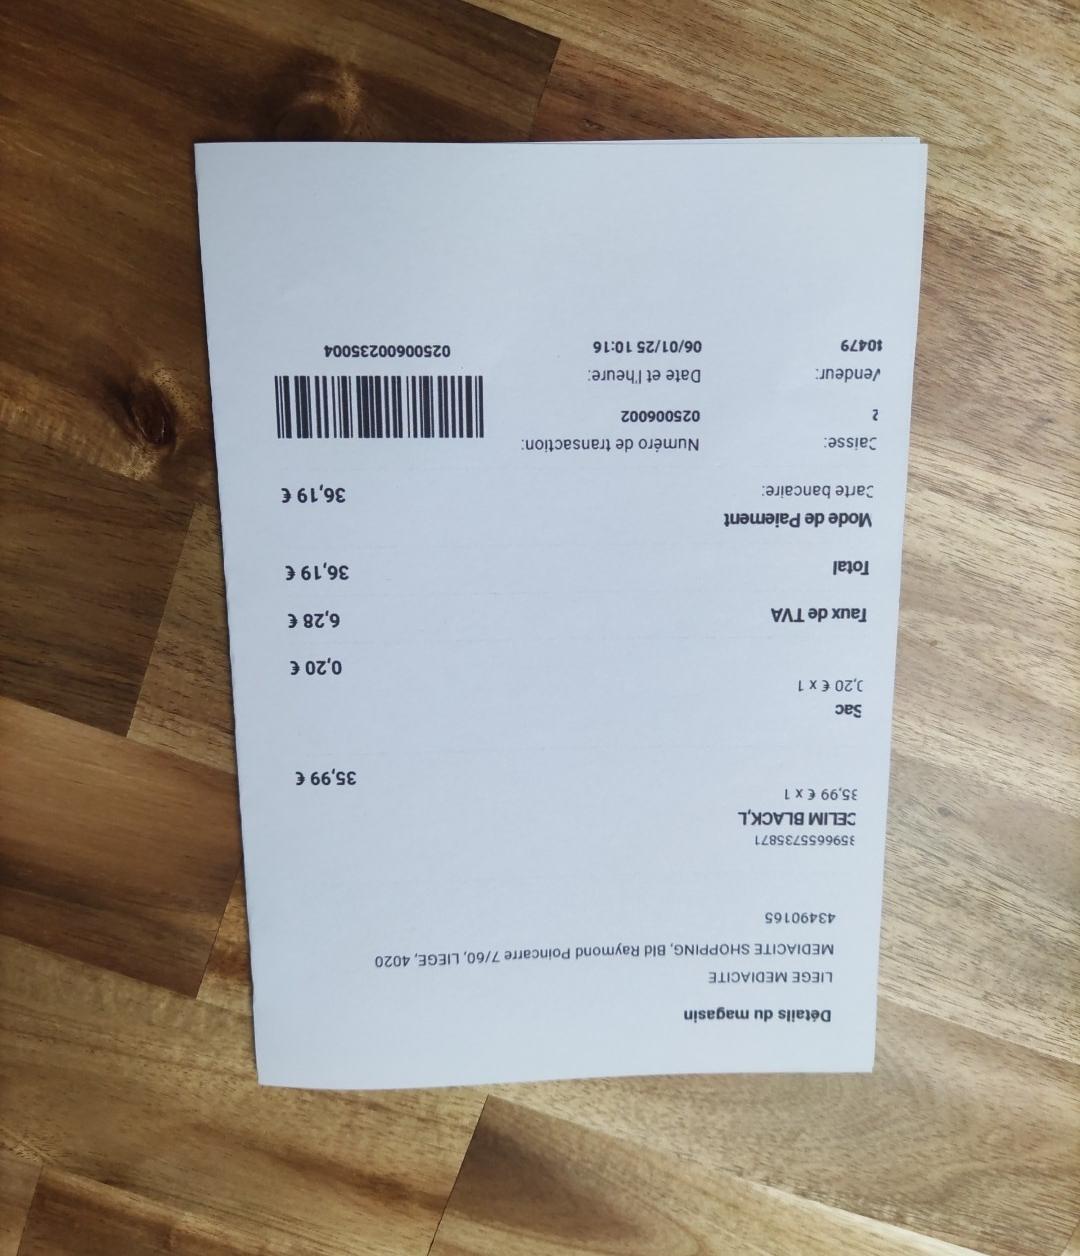 Détails du magasin
LIEGE MEDIACITE
MEDIACITE SHOPPING, Bld Raymond Poincarre 7/60, LIEGE, 4020
43490165
3596655735871
CELIM BLACK,L
35,99 € x 1
35,99 €
Sac
0,20 € x 1
0,20 €
Taux de TVA 6,28 €
Total 36,19 €
Mode de Paiement
Carte bancaire: 36,19 €
Caisse: Numéro de transaction:
2 025006002
Vendeur: Date et l'heure:
10479 06/01/25 10:16 02500600235004